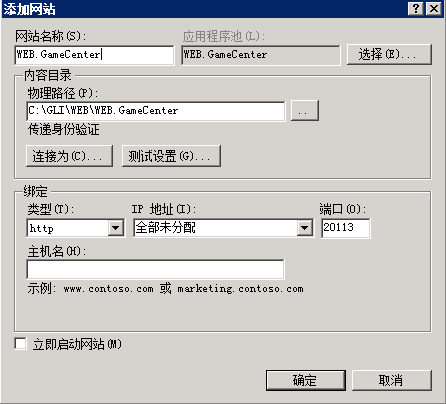 添加网站
网站名称(S): 应用程序池(L):
WEB.GameCenter WEB.GameCenter 选择(E)...
内容目录
物理路径(P):
C:\GLI\WEB\WEB.GameCenter ..
传递身份验证
连接为(C)... 测试设置(G)...
绑定
类型(T): IP 地址(I): 端口(O):
http 全部未分配 20113
主机名(H):
示例: www.contoso.com 或 marketing.contoso.com
立即启动网站(M)
确定 取消